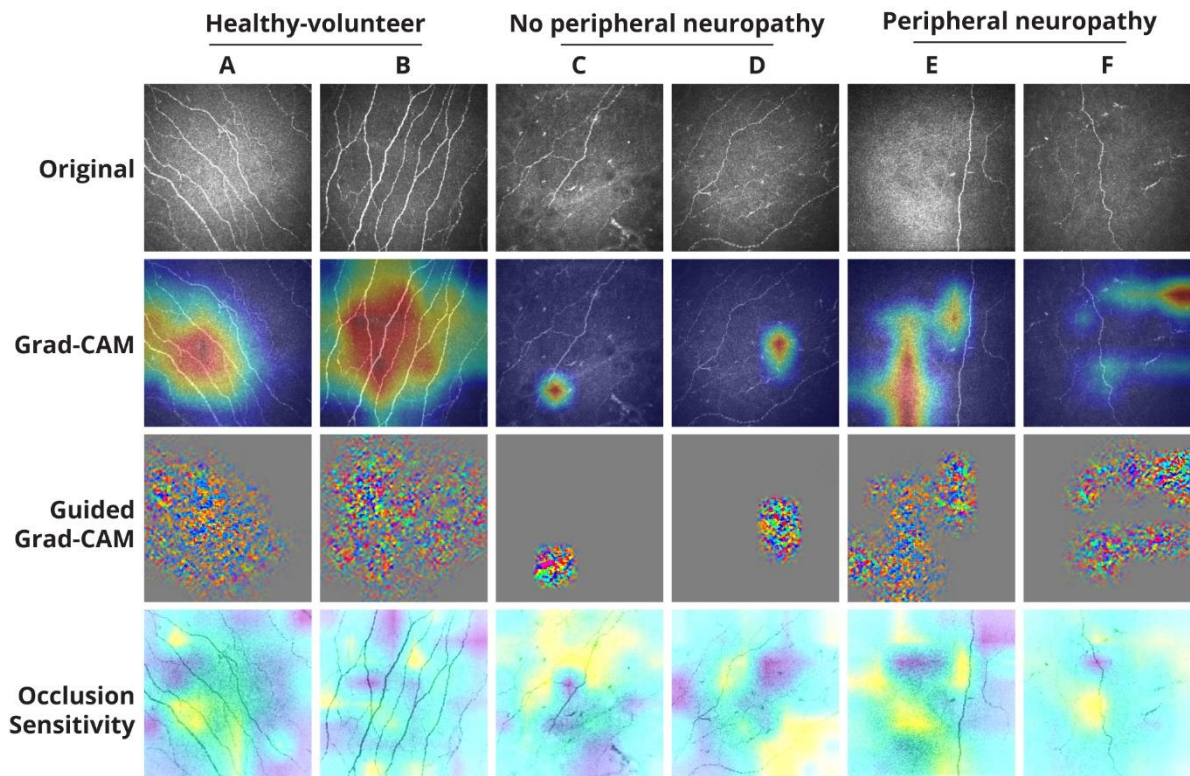 Healthy-volunteer No peripheral neuropathy Peripheral neuropathy
A B C D E F
Original
Grad-CAM
Guided
Grad-CAM
Occlusion
Sensitivity